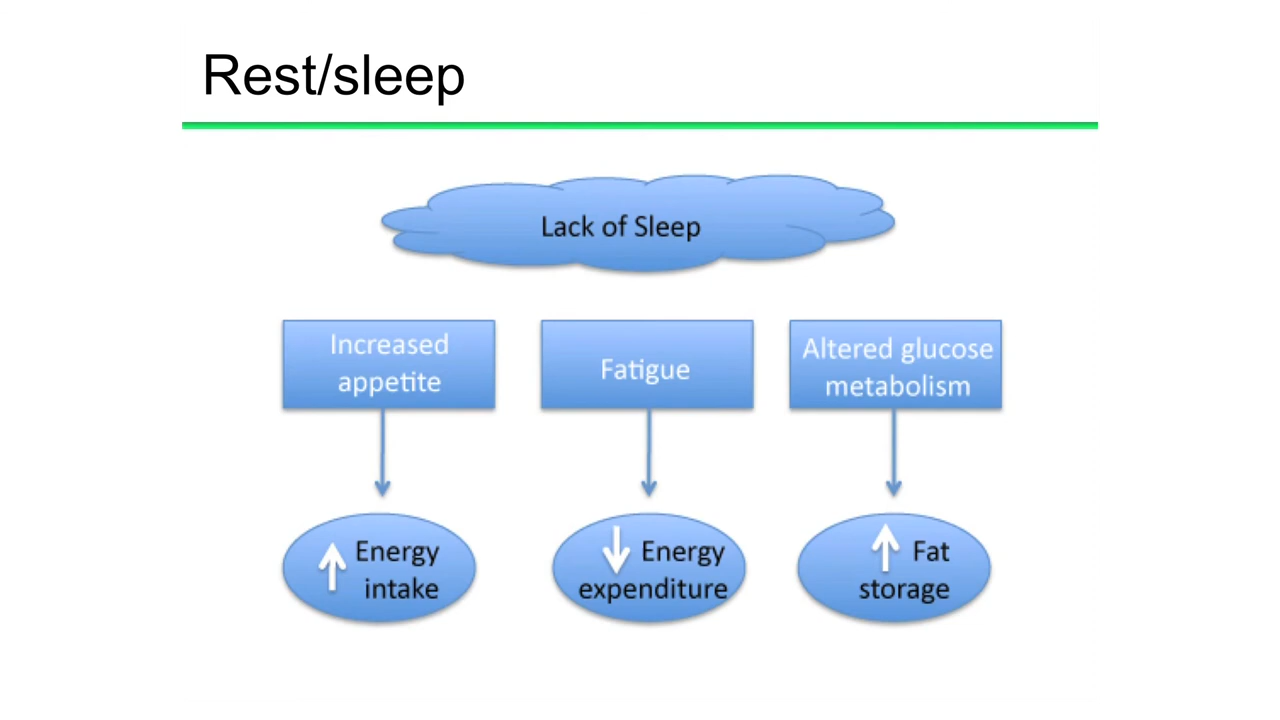 Rest/sleep
Lack of Sleep
Increased
appetite
Fatigue
Altered glucose
metabolism
Energy
intake
Energy
expenditure
Fat
storage